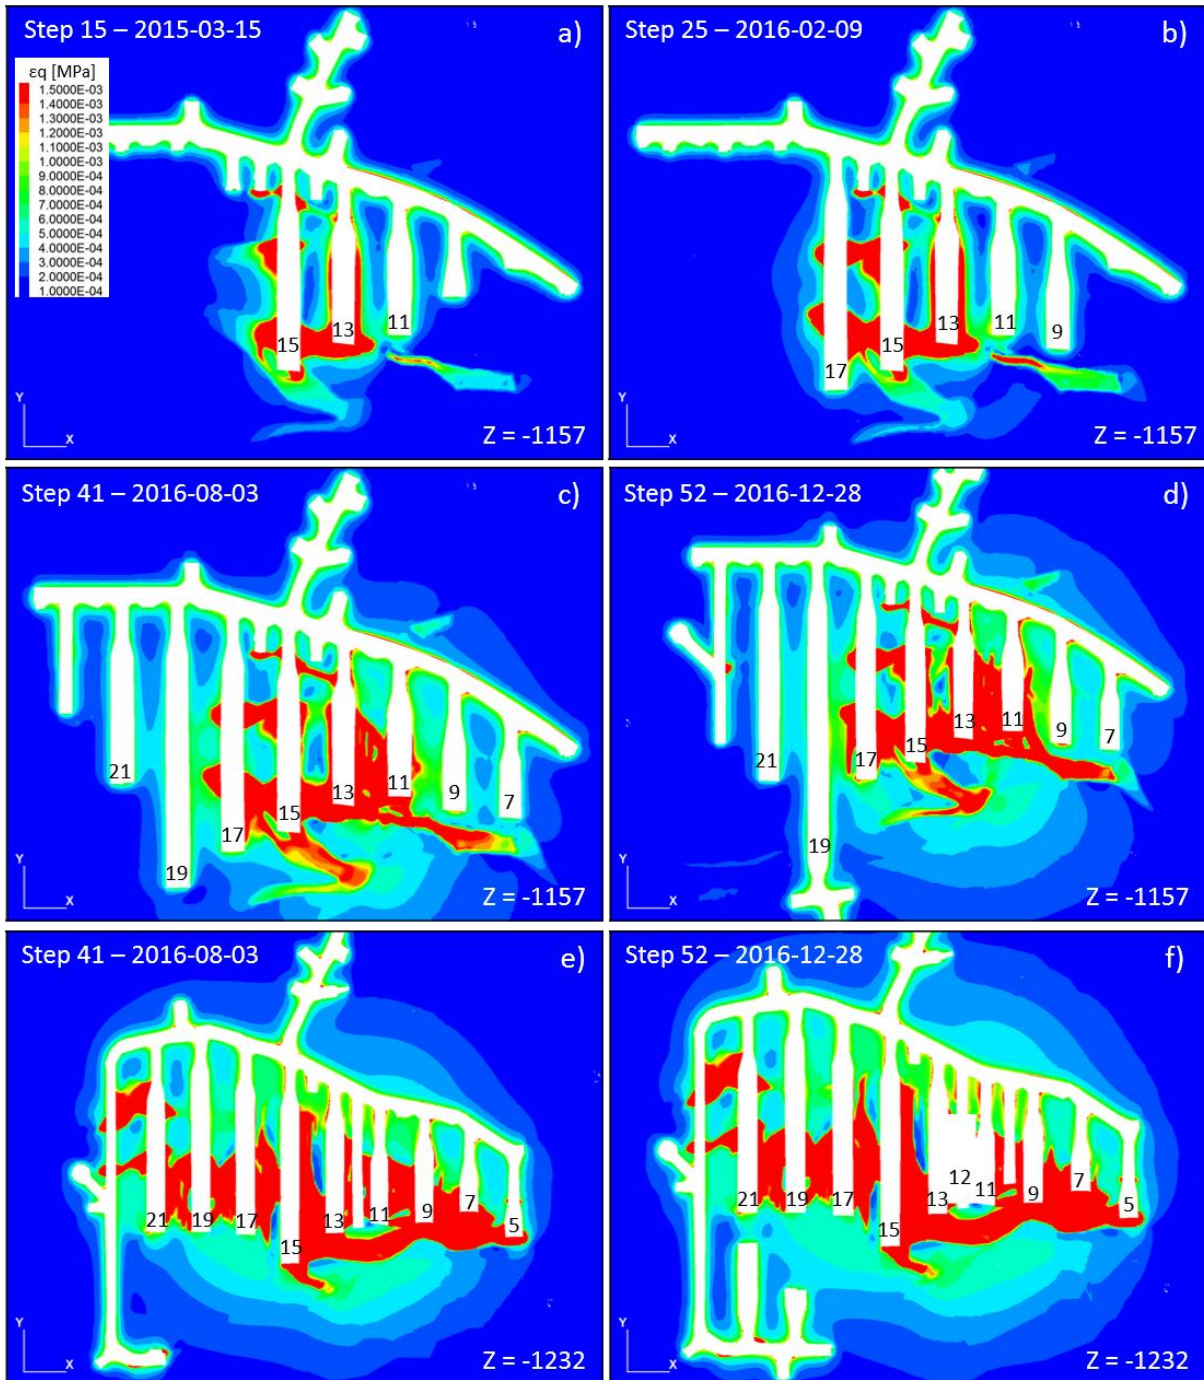 Step 15 – 2015-03-15
a)
εq [MPa]
1.5000E-03
1.4000E-03
1.2000E-03
1.0000E-03
9.0000E-04
8.0000E-04
7.0000E-04
6.0000E-04
5.0000E-04
4.0000E-04
3.0000E-04
2.0000E-04
1.0000E-04
15
13
11
Y
X
Z = -1157
Step 25 – 2016-02-09
b)
17
15
13
11
9
Y
X
Z = -1157
Step 41 – 2016-08-03
c)
21
19
17
15
13
11
9
7
Y
X
Z = -1157
Step 52 – 2016-12-28
d)
21
19
17
15
13
11
9
7
Y
X
Z = -1157
Step 41 – 2016-08-03
e)
21
19
17
15
13
11
9
7
5
Y
X
Z = -1232
Step 52 – 2016-12-28
f)
21
19
17
15
13
12
11
9
7
5
Y
X
Z = -1232